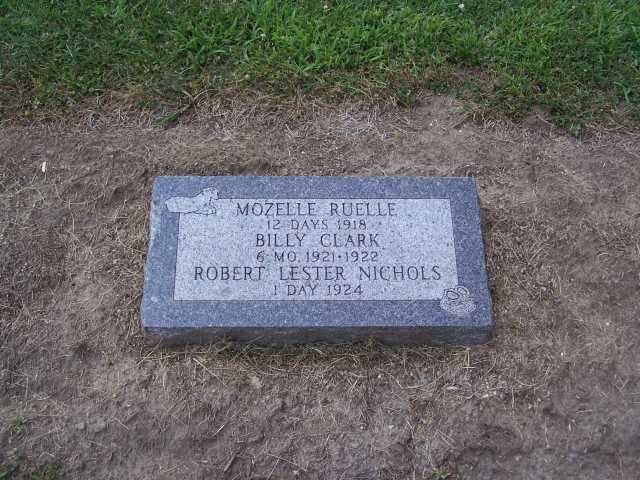 MOZELLE RUELLE
12 DAYS 1918
BILLY CLARK
6 MO. 1921-1922
ROBERT LESTER NICHOLS
1 DAY 1924